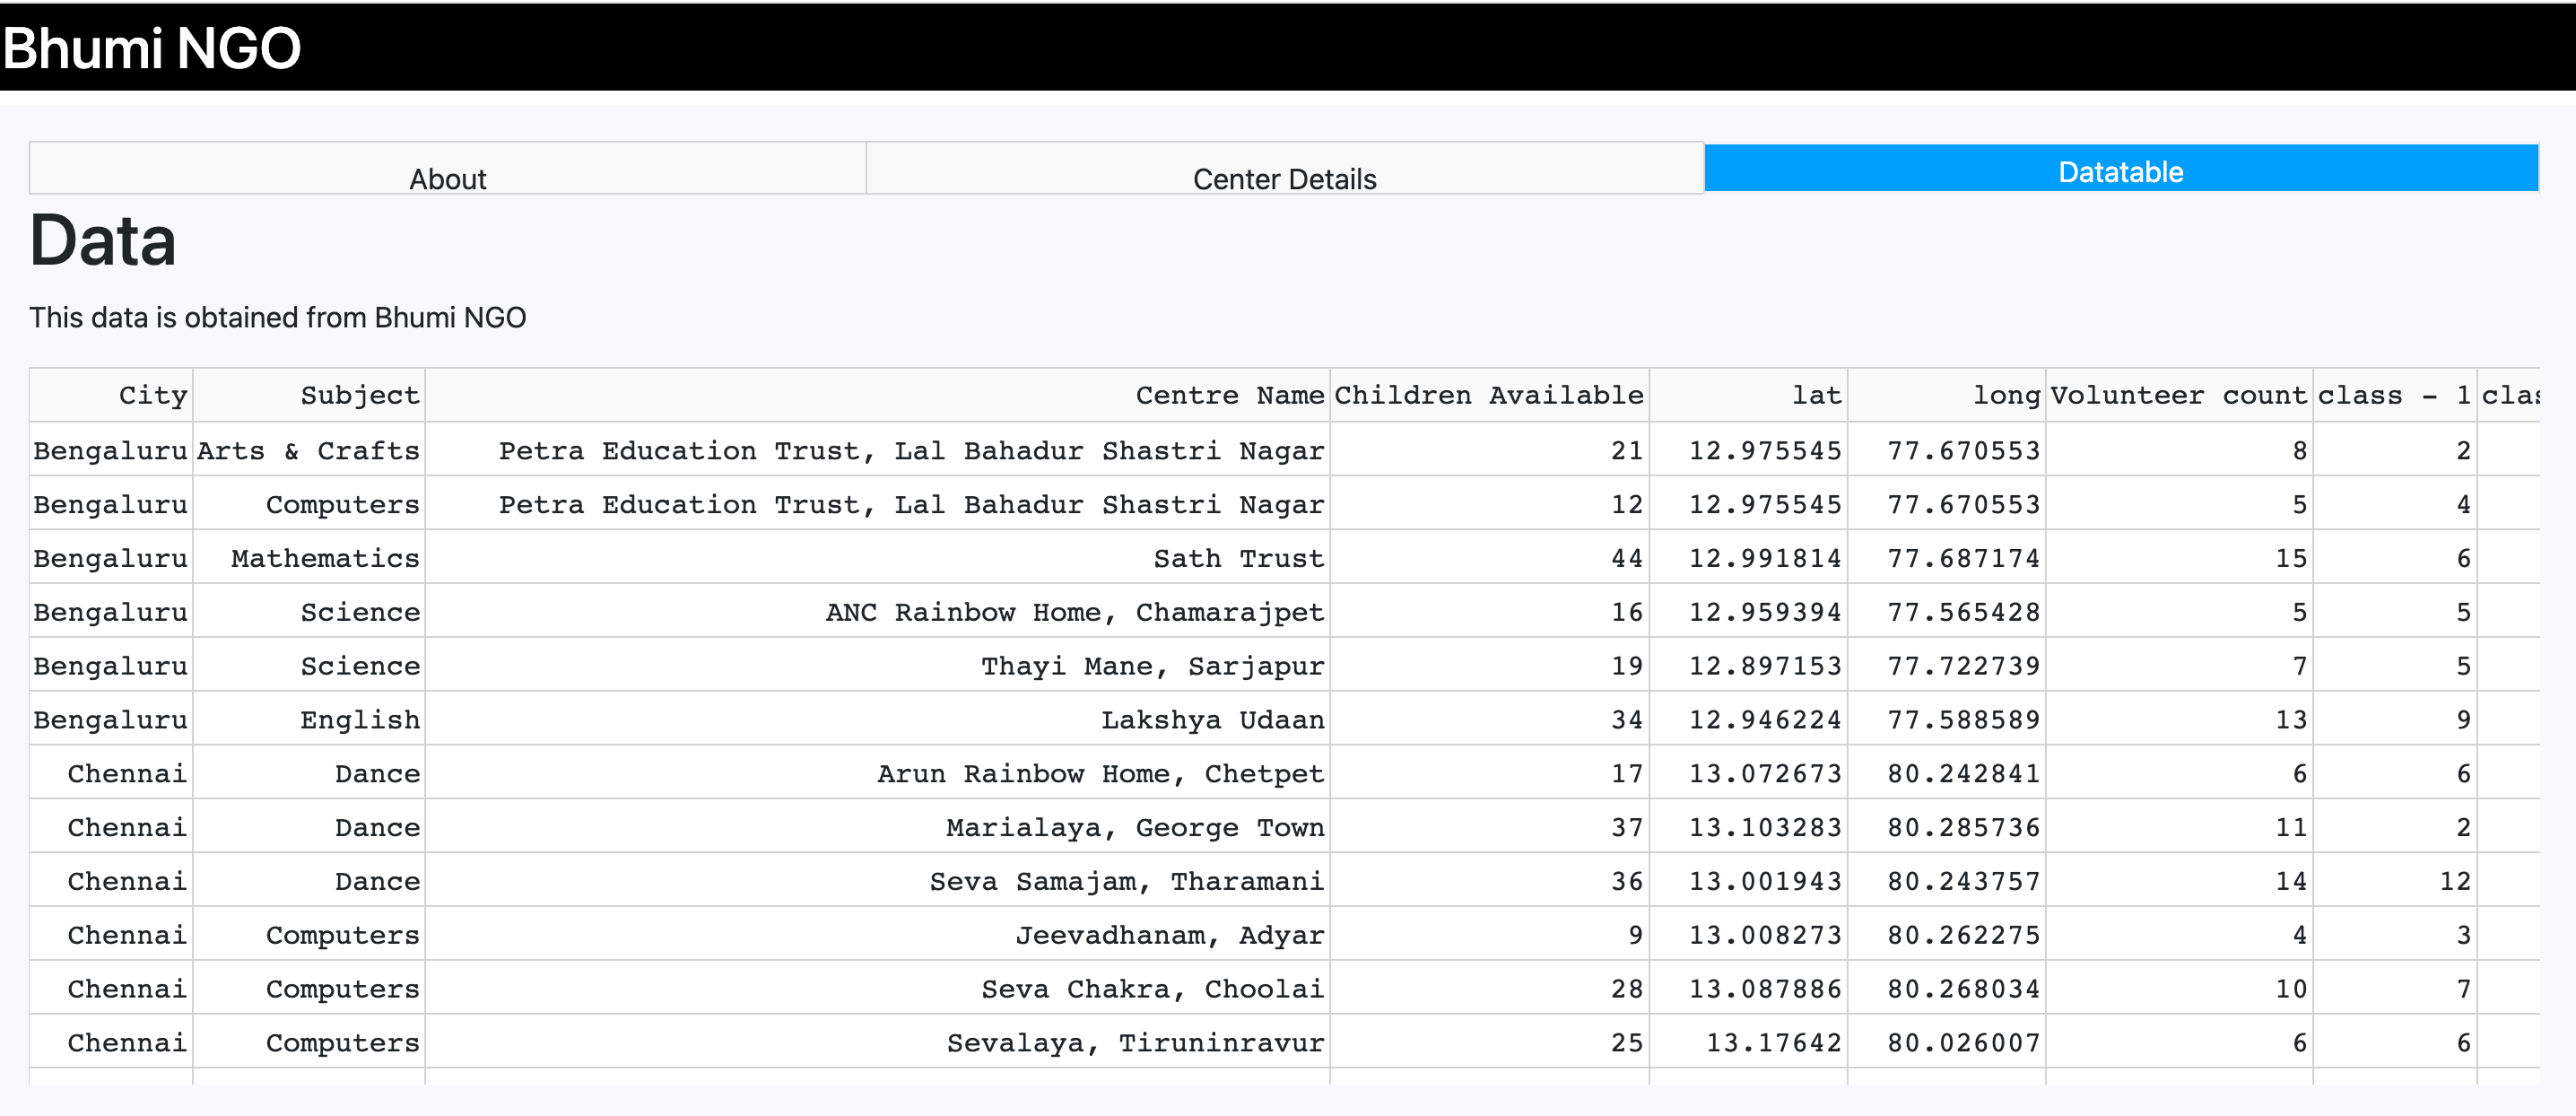 Bhumi NGO
About Center Details Datatable
Data
This data is obtained from Bhumi NGO
City Subject Centre Name Children Available lat long Volunteer count class - 1
Bengaluru Arts & Crafts Petra Education Trust, Lal Bahadur Shastri Nagar 21 12.975545 77.670553 8 2
Bengaluru Computers Petra Education Trust, Lal Bahadur Shastri Nagar 12 12.975545 77.670553 5 4
Bengaluru Mathematics Sath Trust 44 12.991814 77.687174 15 6
Bengaluru Science ANC Rainbow Home, Chamarajpet 16 12.959394 77.565428 5 5
Bengaluru Science Thayi Mane, Sarjapur 19 12.897153 77.722739 7 5
Bengaluru English Lakshya Udaan 34 12.946224 77.588589 13 9
Chennai Dance Arun Rainbow Home, Chetpet 17 13.072673 80.242841 6 6
Chennai Dance Marialaya, George Town 37 13.103283 80.285736 11 2
Chennai Dance Seva Samajam, Tharamani 36 13.001943 80.243757 14 12
Chennai Computers Jeevadhanam, Adyar 9 13.008273 80.262275 4 3
Chennai Computers Seva Chakra, Choolai 28 13.087886 80.268034 10 7
Chennai Computers Sevalaya, Tiruninravur 25 13.17642 80.026007 6 6